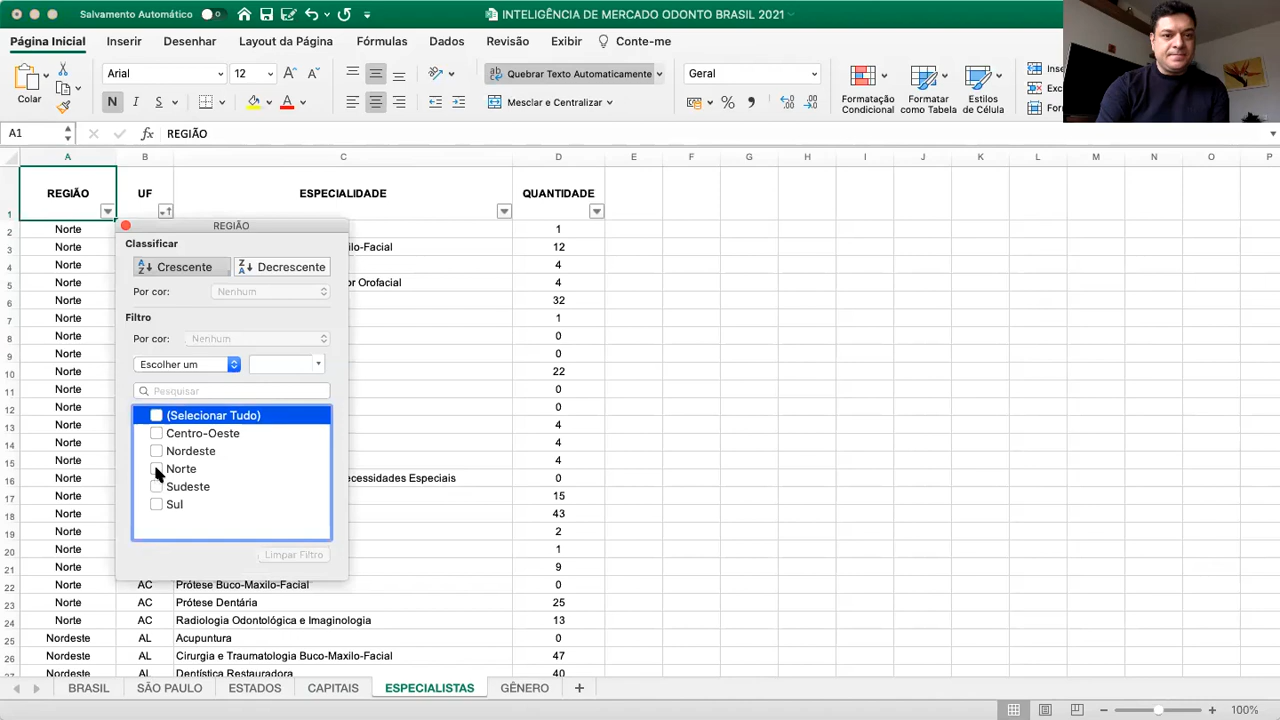 Salvamento Automático
INTELIGÊNCIA DE MERCADO ODONTO BRASIL 2021
Página Inicial Inserir Desenhar Layout da Página Fórmulas Dados Revisão Exibir Conte-me
Colar Arial 12 Quebrar Texto Automaticamente Geral
N I S A Mesclar e Centralizar % Formatação Condicional Formatar como Tabela Estilos de Célula
A1 fx REGIÃO
A B C D E F G H I J K L M N O P
1 REGIÃO UF ESPECIALIDADE QUANTIDADE
2 Norte 1
3 Norte ilo-Facial 12
4 Norte 4
5 Norte or Orofacial 4
6 Norte 32
7 Norte 1
8 Norte 0
9 Norte 0
10 Norte 22
11 Norte 0
12 Norte 0
13 Norte 4
14 Norte 4
15 Norte 4
16 Norte ecessidades Especiais 0
17 Norte 15
18 Norte 43
19 Norte 2
20 Norte 1
21 Norte 9
22 Norte AC Prótese Buco-Maxilo-Facial 0
23 Norte AC Prótese Dentária 25
24 Norte AC Radiologia Odontológica e Imaginologia 13
25 Nordeste AL Acupuntura 0
26 Nordeste AL Cirurgia e Traumatologia Buco-Maxilo-Facial 47
27 Nordeste AL Dentística Restauradora 40
REGIÃO
Classificar
Crescente Decrescente
Por cor: Nenhum
Filtro
Por cor: Nenhum
Escolher um
Pesquisar
(Selecionar Tudo)
Centro-Oeste
Nordeste
Norte
Sudeste
Sul
Limpar Filtro
BRASIL SÃO PAULO ESTADOS CAPITAIS ESPECIALISTAS GÊNERO +
100%